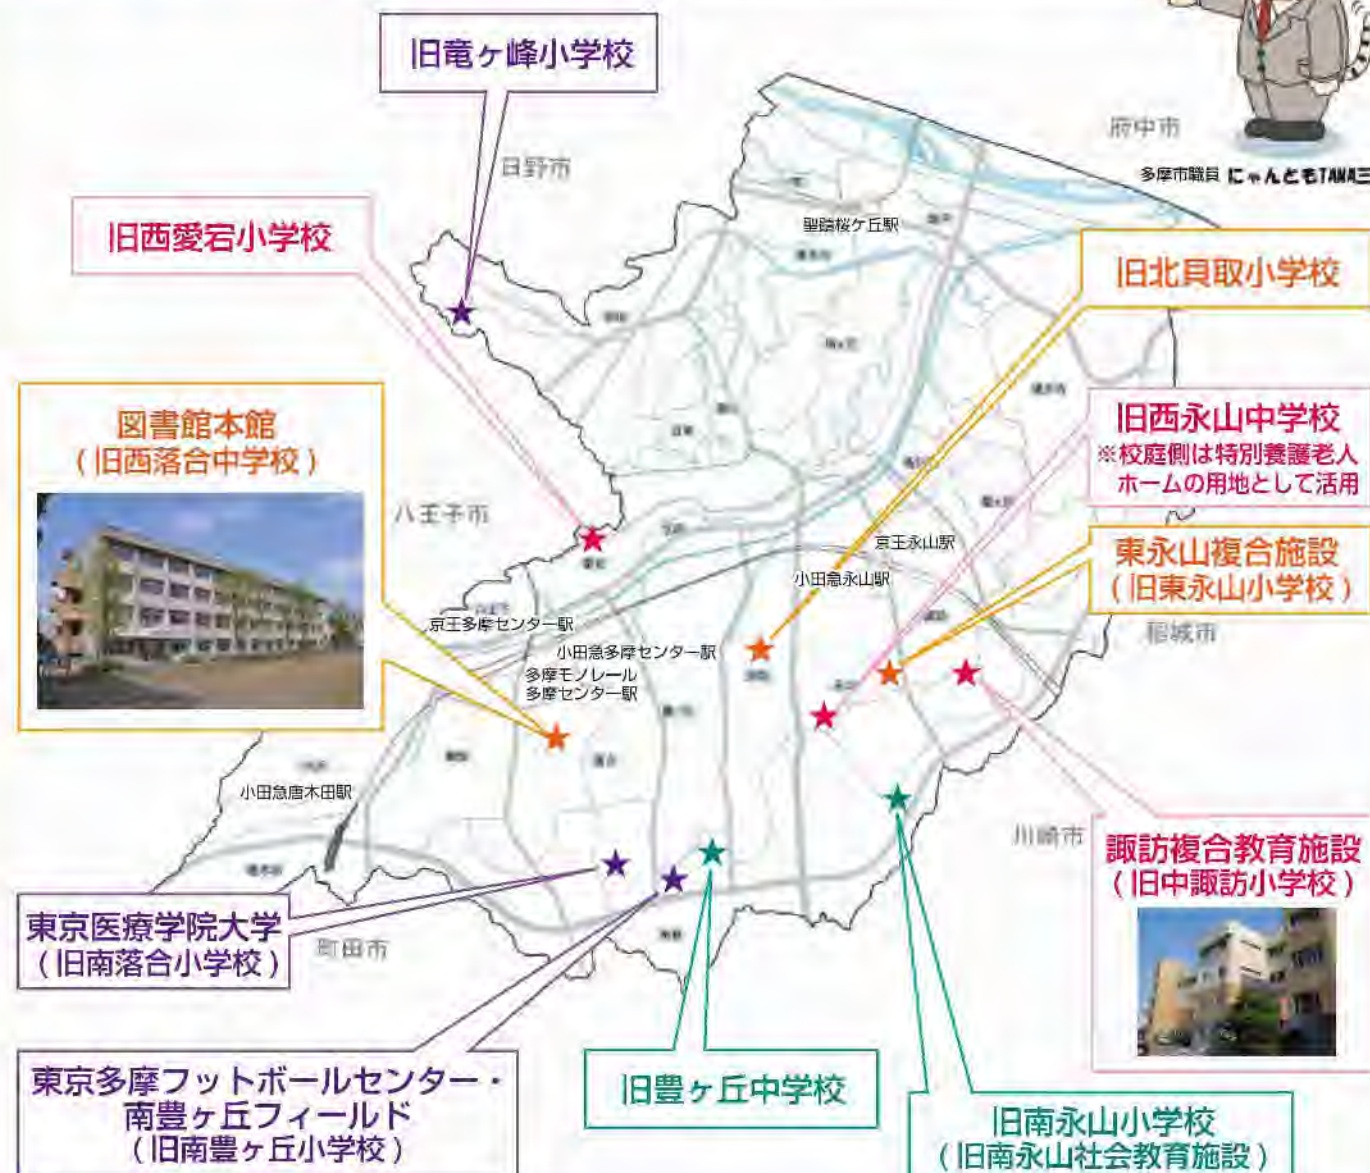 旧竜ヶ峰小学校
府中市
日野市
多摩市職員 にゃんともTAMA三
旧西愛宕小学校
聖蹟桜ケ丘駅
旧北貝取小学校
図書館本館
（旧西落合中学校）
旧西永山中学校
※校庭側は特別養護老人
ホームの用地として活用
八王子市
京王永山駅
小田急永山駅
東永山複合施設
（旧東永山小学校）
稲城市
京王多摩センター駅
小田急多摩センター駅
多摩モノレール
多摩センター駅
小田急唐木田駅
川崎市
諏訪複合教育施設
（旧中諏訪小学校）
東京医療学院大学
（旧南落合小学校）
町田市
東京多摩フットボールセンター・
南豊ヶ丘フィールド
（旧南豊ヶ丘小学校）
旧豊ヶ丘中学校
旧南永山小学校
（旧南永山社会教育施設）